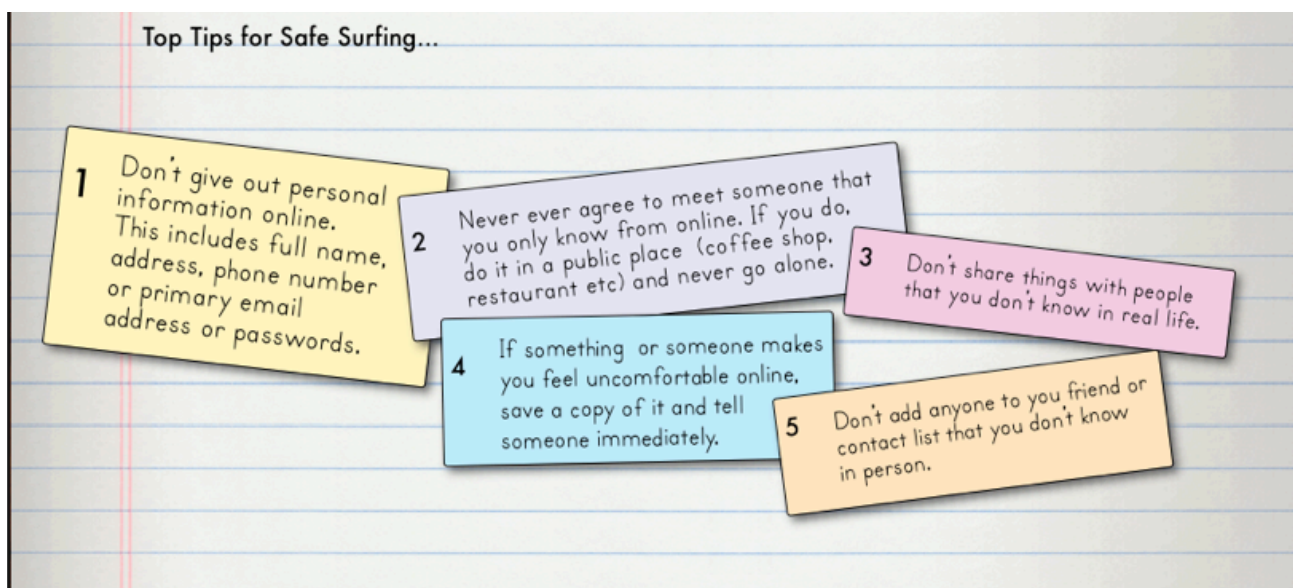 Top Tips for Safe Surfing...
1
Don't give out personal
information online.
This includes full name,
address, phone number
or primary email
address or passwords.
2
Never ever agree to meet someone that
you only know from online. If you do,
do it in a public place (coffee shop,
restaurant etc) and never go alone.
3
Don't share things with people
that you don't know in real life.
4
If something or someone makes
you feel uncomfortable online,
save a copy of it and tell
someone immediately.
5
Don't add anyone to you friend or
contact list that you don't know
in person.